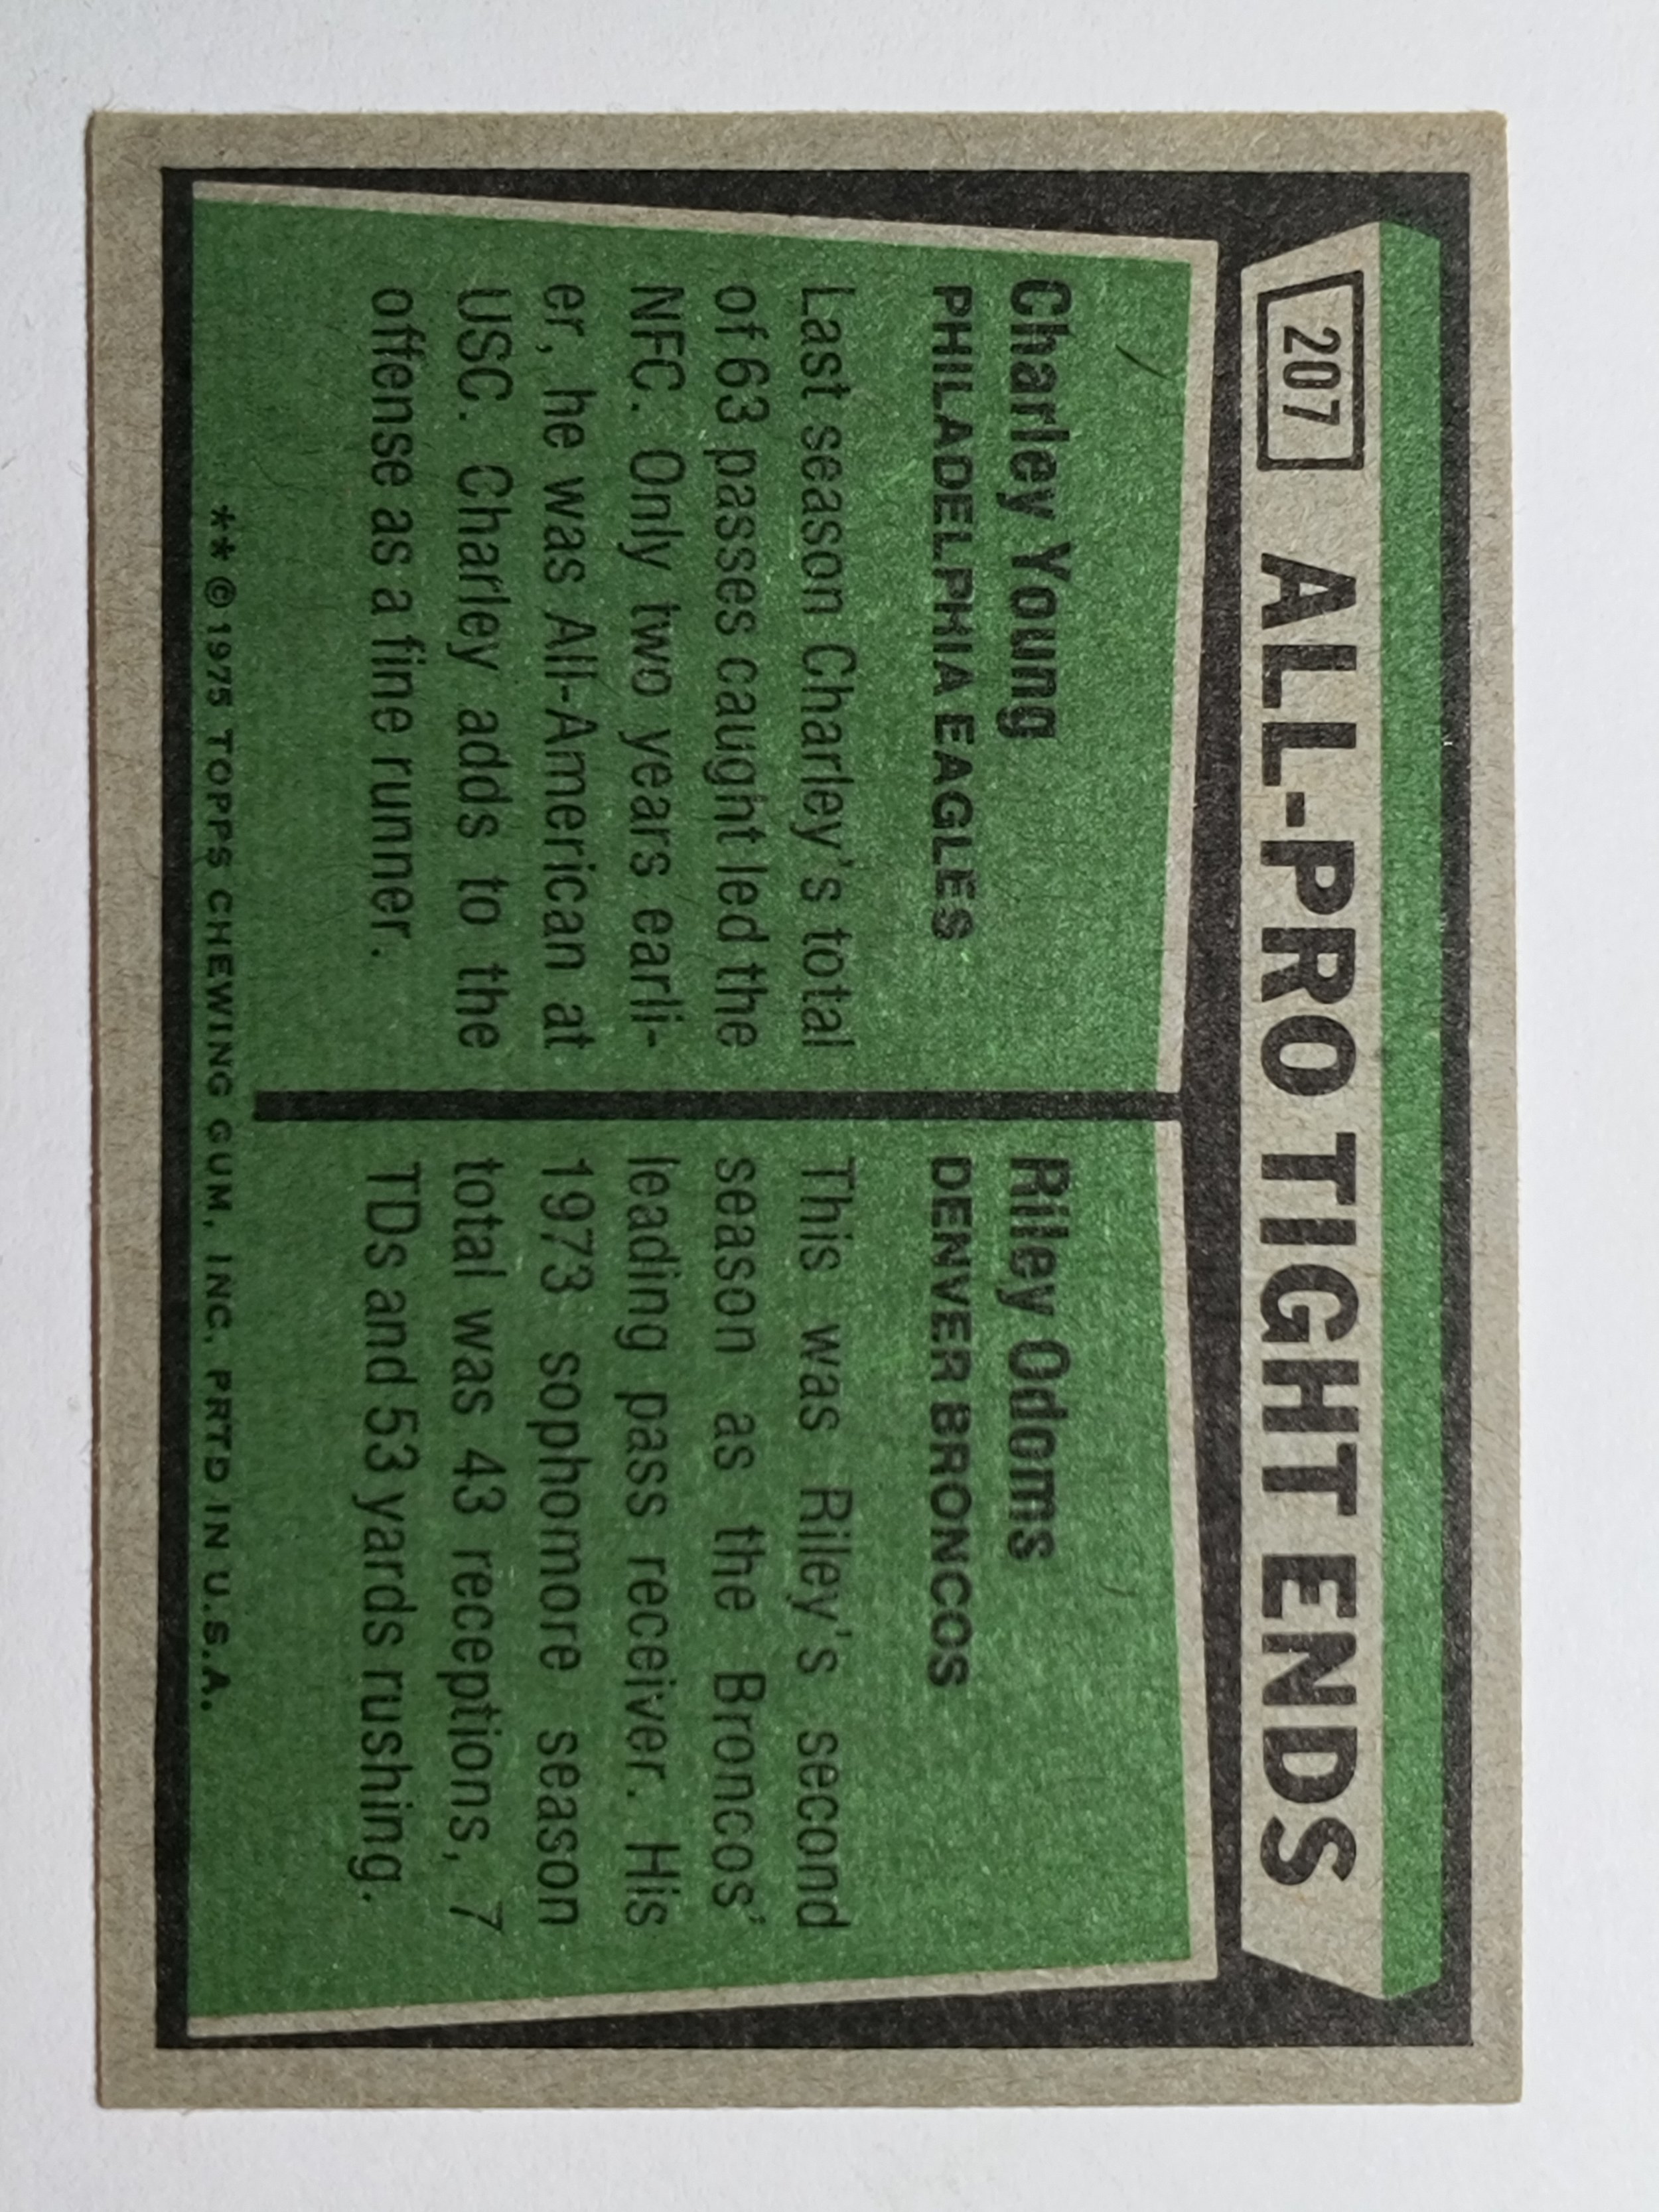 207 ALL-PRO TIGHT ENDS
Charley Young
PHILADELPHIA EAGLES
Last season Charley's total
of 63 passes caught led the
NFC. Only two years earli-
er, he was All-American at
USC. Charley adds to the
offense as a fine runner.
Riley Odoms
DENVER BRONCOS
This was Riley's second
season as the Broncos'
leading pass receiver. His
1973 sophomore season
total was 43 receptions, 7
TDs and 53 yards rushing.
** © 1975 TOPPS CHEWING GUM, INC. PRTD IN U.S.A.